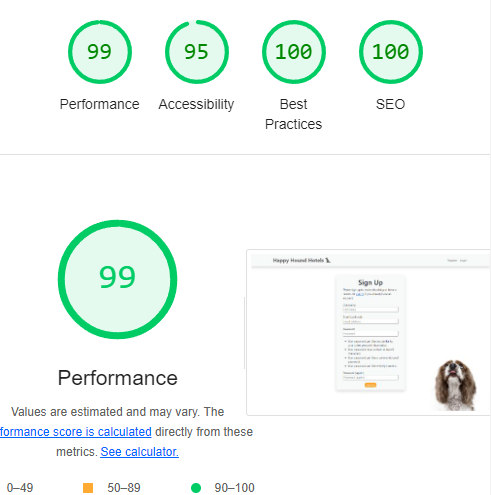 99
95
100
100
Performance
Accessibility
Best
Practices
SEO
99
Performance
Values are estimated and may vary. The
formance score is calculated directly from these
metrics. See calculator.
0–49
50–89
90–100
Happy Hound Hotels
Sign Up